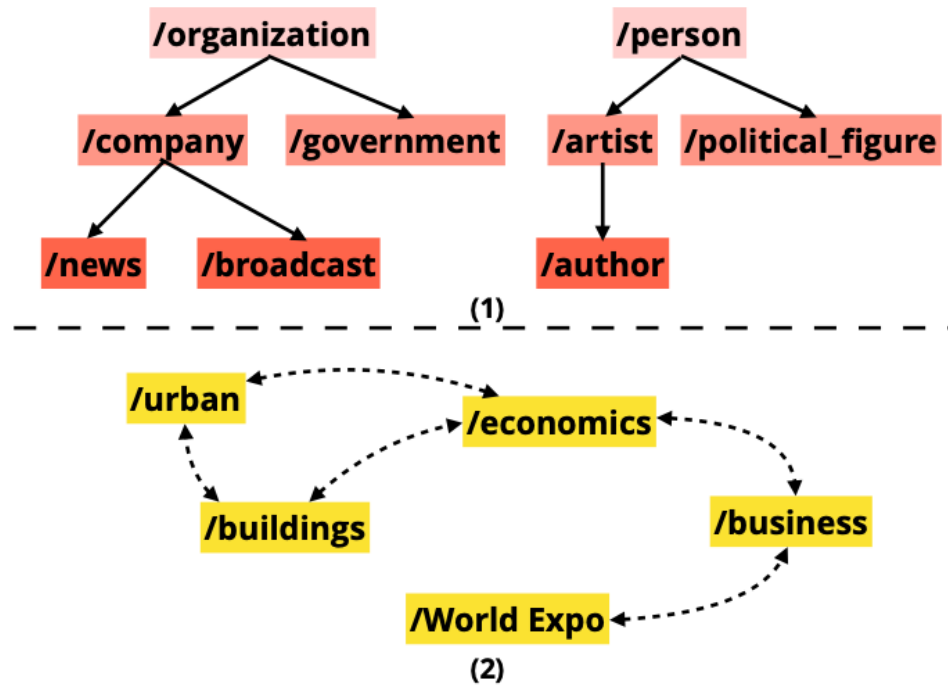 /organization
/person
/company
/government
/artist
/political_figure
/news
/broadcast
/author
(1)
/urban
/economics
/buildings
/business
/World Expo
(2)